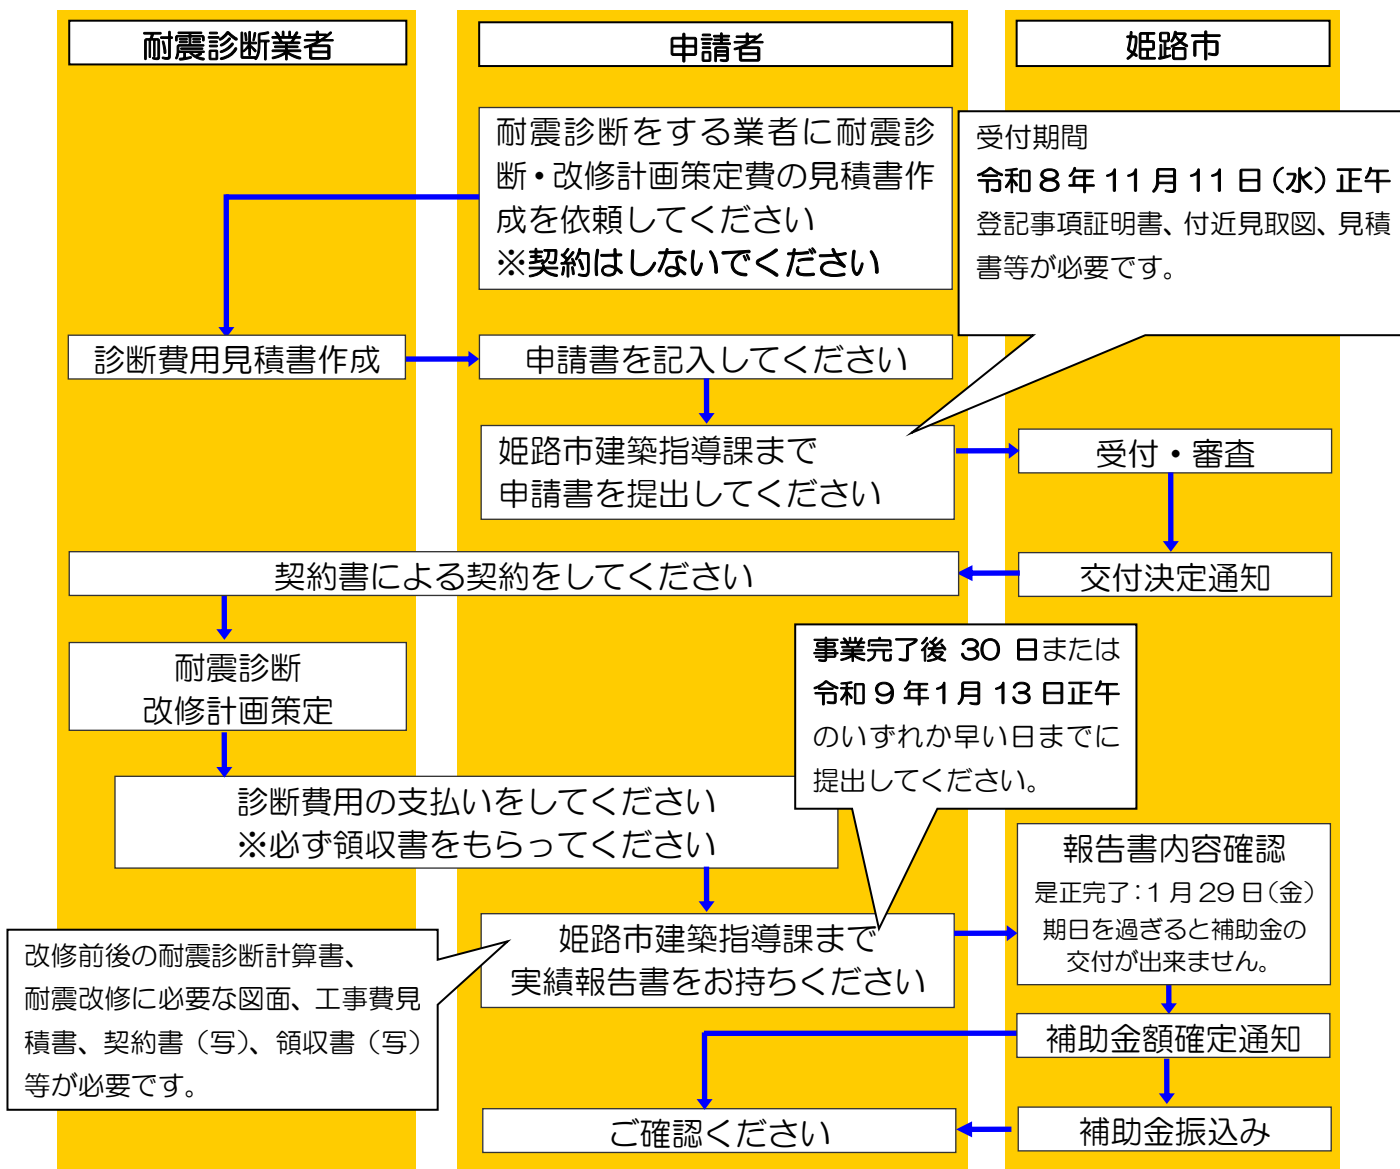 耐震診断業者
申請者
姫路市
耐震診断をする業者に耐震診
断・改修計画策定費の見積書作
成を依頼してください
※契約はしないでください
受付期間
令和8年11月11日(水)正午
登記事項証明書、付近見取図、見積
書等が必要です。
診断費用見積書作成
申請書を記入してください
姫路市建築指導課まで
申請書を提出してください
受付・審査
契約書による契約をしてください
交付決定通知
耐震診断
改修計画策定
事業完了後 30 日または
令和9年1月13日正午
のいずれか早い日までに
提出してください。
診断費用の支払いをしてください
※必ず領収書をもらってください
報告書内容確認
是正完了:1月29日(金)
期日を過ぎると補助金の
交付が出来ません。
姫路市建築指導課まで
実績報告書をお持ちください
改修前後の耐震診断計算書、
耐震改修に必要な図面、工事費見
積書、契約書(写)、領収書(写)
等が必要です。
補助金額確定通知
ご確認ください
補助金振込み